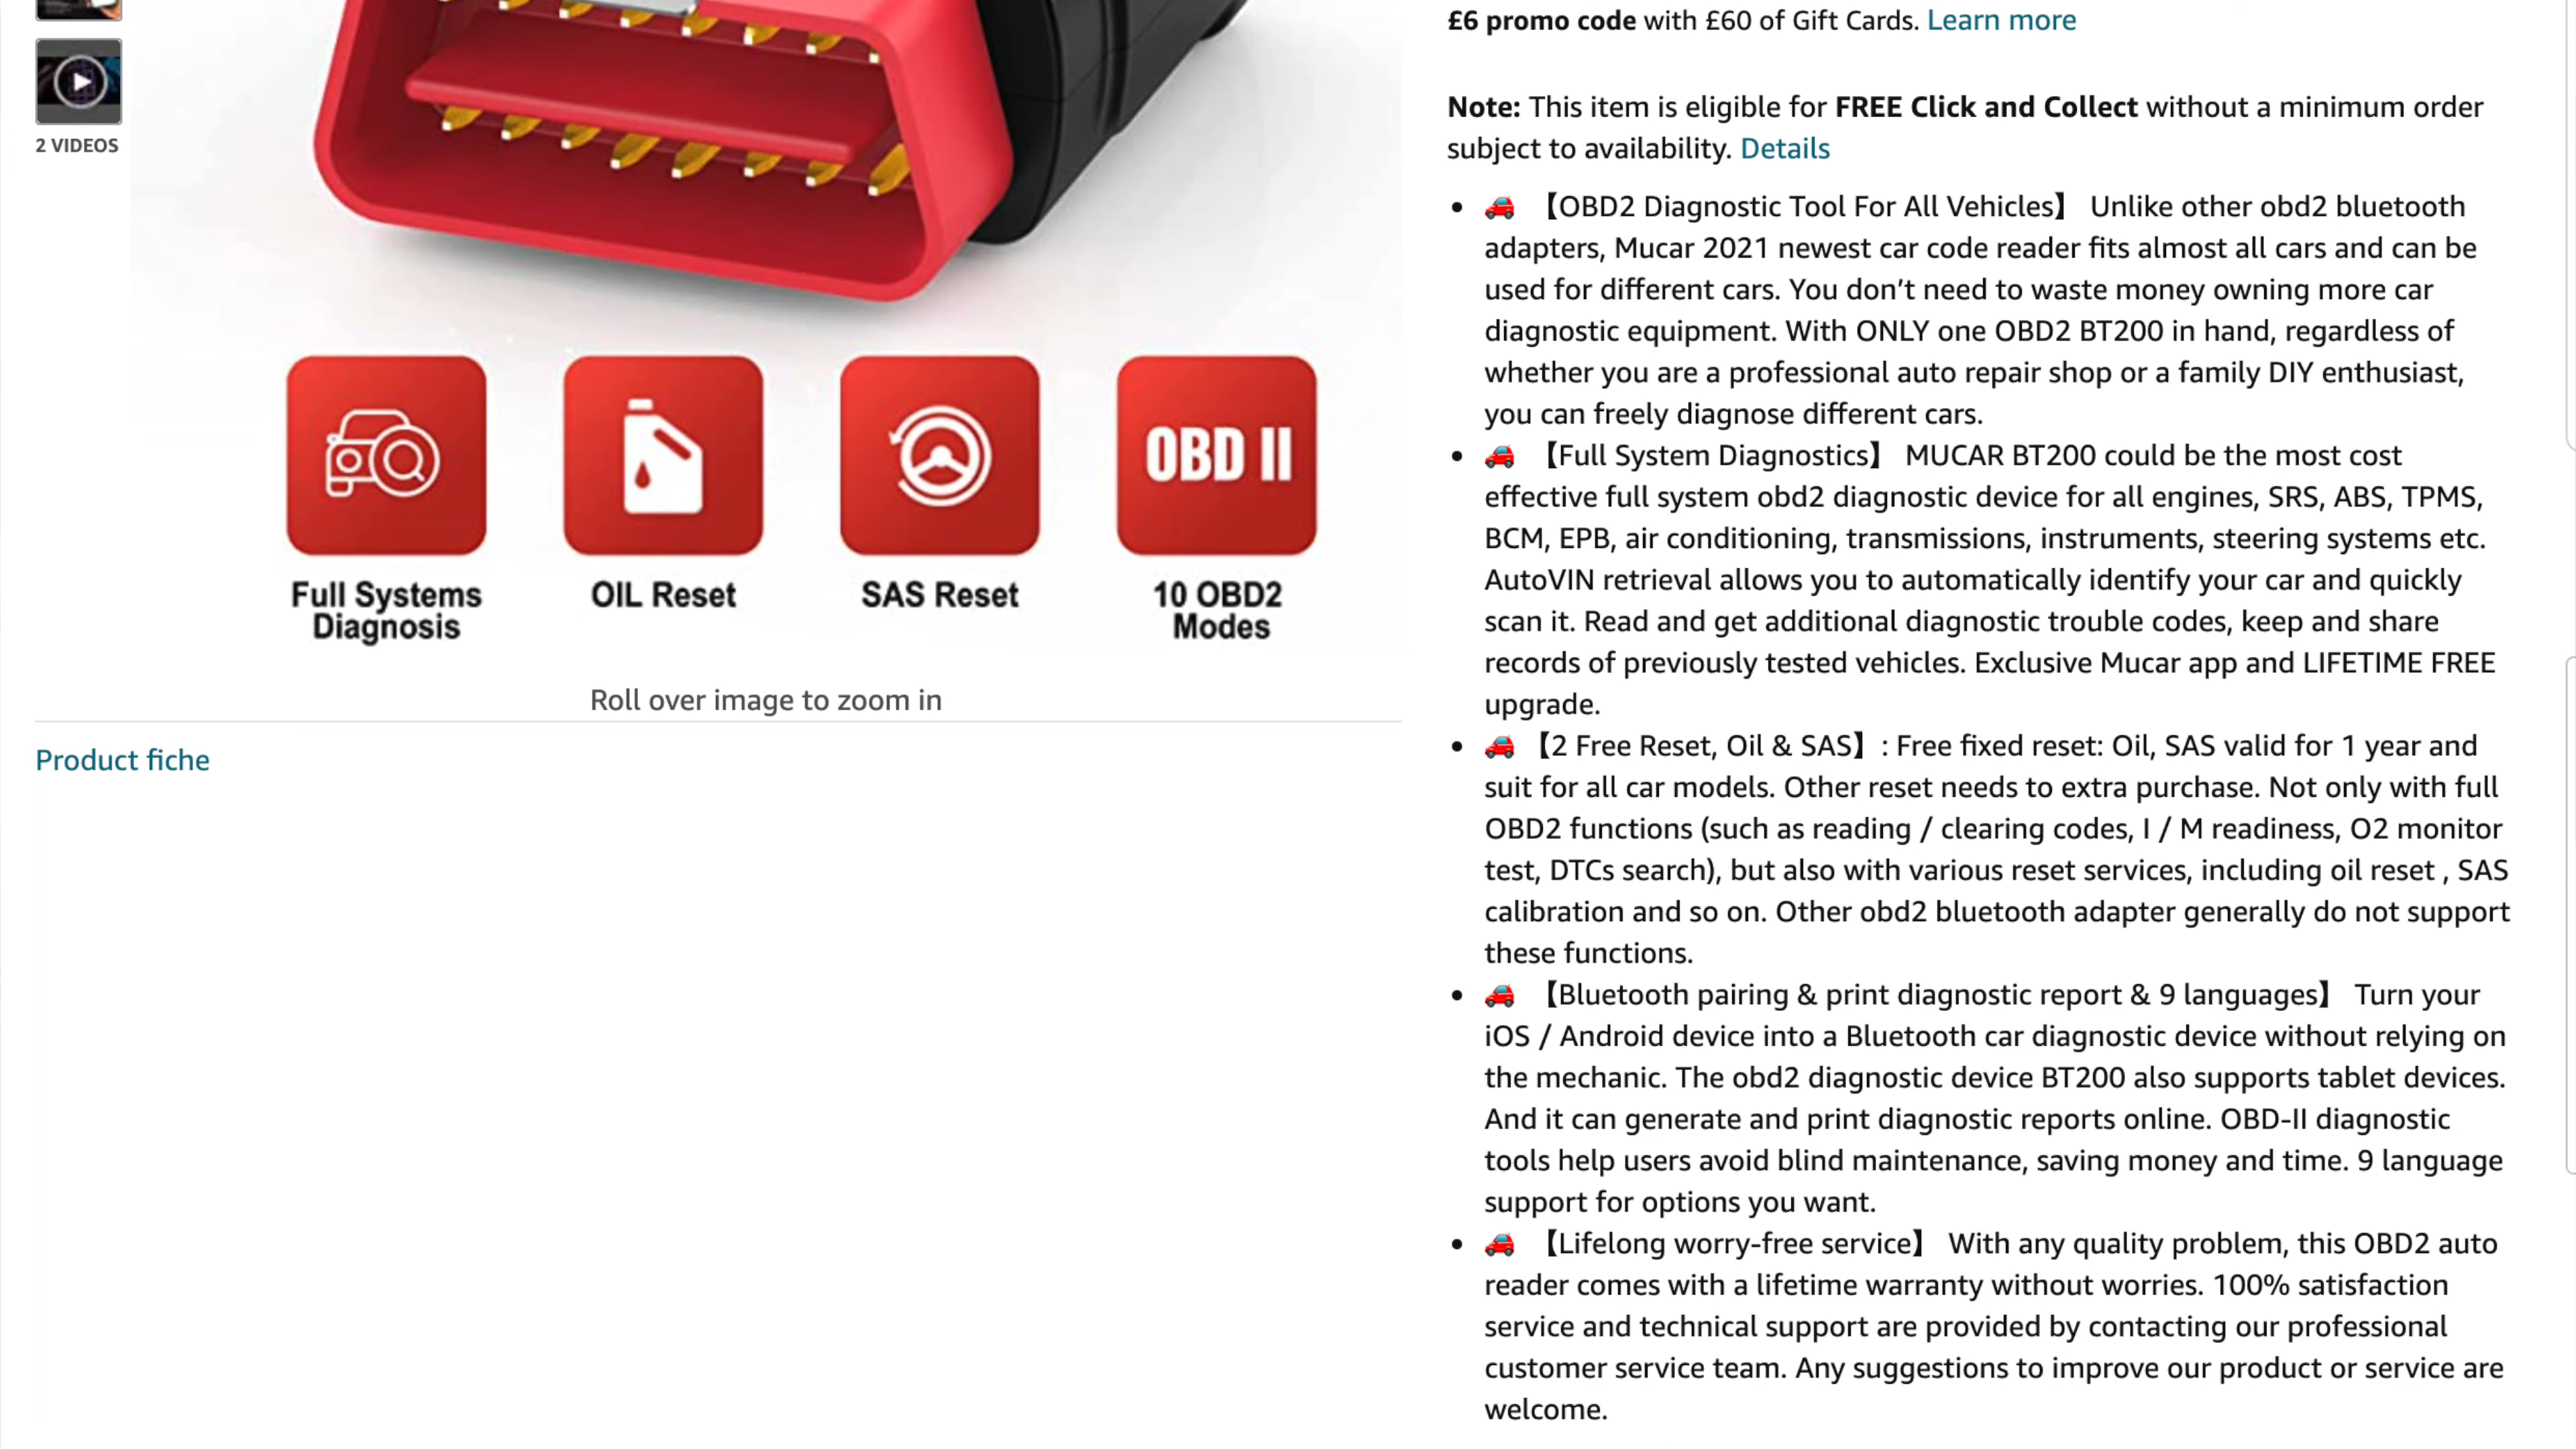 2 VIDEOS
OBD II
Full Systems
Diagnosis
OIL Reset
SAS Reset
10 OBD2
Modes
Roll over image to zoom in
Product fiche
£6 promo code with £60 of Gift Cards. Learn more
Note: This item is eligible for FREE Click and Collect without a minimum order
subject to availability. Details
• 🚗 【OBD2 Diagnostic Tool For All Vehicles】 Unlike other obd2 bluetooth
adapters, Mucar 2021 newest car code reader fits almost all cars and can be
used for different cars. You don’t need to waste money owning more car
diagnostic equipment. With ONLY one OBD2 BT200 in hand, regardless of
whether you are a professional auto repair shop or a family DIY enthusiast,
you can freely diagnose different cars.
• 🚗 【Full System Diagnostics】 MUCAR BT200 could be the most cost
effective full system obd2 diagnostic device for all engines, SRS, ABS, TPMS,
BCM, EPB, air conditioning, transmissions, instruments, steering systems etc.
AutoVIN retrieval allows you to automatically identify your car and quickly
scan it. Read and get additional diagnostic trouble codes, keep and share
records of previously tested vehicles. Exclusive Mucar app and LIFETIME FREE
upgrade.
• 🚗 【2 Free Reset, Oil & SAS】: Free fixed reset: Oil, SAS valid for 1 year and
suit for all car models. Other reset needs to extra purchase. Not only with full
OBD2 functions (such as reading / clearing codes, I / M readiness, O2 monitor
test, DTCs search), but also with various reset services, including oil reset , SAS
calibration and so on. Other obd2 bluetooth adapter generally do not support
these functions.
• 🚗 【Bluetooth pairing & print diagnostic report & 9 languages】 Turn your
iOS / Android device into a Bluetooth car diagnostic device without relying on
the mechanic. The obd2 diagnostic device BT200 also supports tablet devices.
And it can generate and print diagnostic reports online. OBD-II diagnostic
tools help users avoid blind maintenance, saving money and time. 9 language
support for options you want.
• 🚗 【Lifelong worry-free service】 With any quality problem, this OBD2 auto
reader comes with a lifetime warranty without worries. 100% satisfaction
service and technical support are provided by contacting our professional
customer service team. Any suggestions to improve our product or service are
welcome.